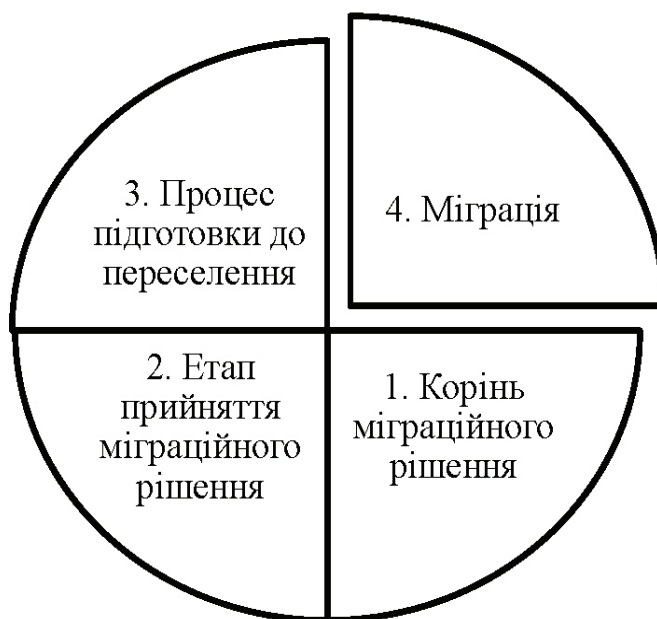 3. Процес
підготовки до
переселення
4. Міграція
2. Етап
прийняття
міграційного
рішення
1. Корінь
міграційного
рішення